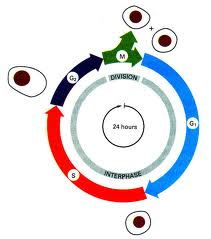 M
+
G₂
DIVISION
24 hours
G₁
S
INTERPHASE